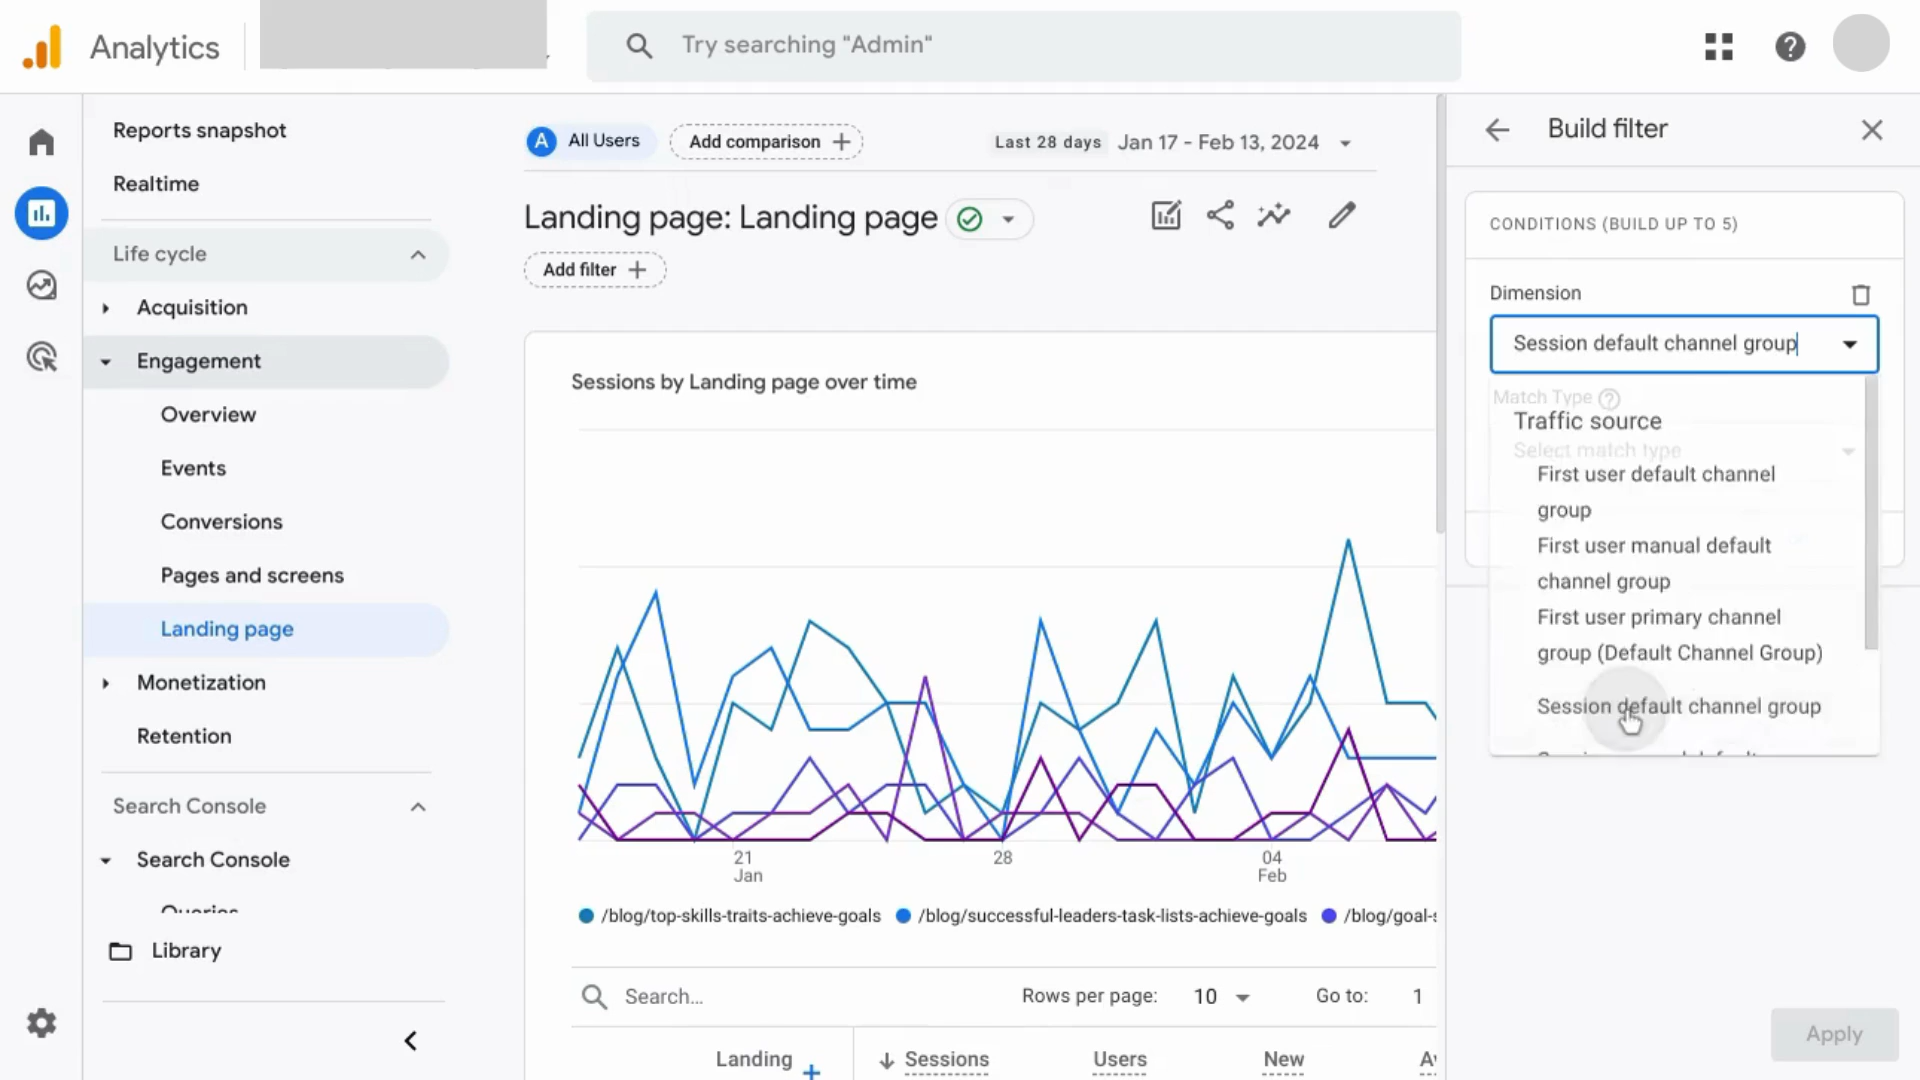 Analytics
Try searching "Admin"
Reports snapshot
Realtime
Life cycle
Acquisition
Engagement
Overview
Events
Conversions
Pages and screens
Landing page
Monetization
Retention
Search Console
Search Console
Queries
Library
A All Users
Add comparison
Last 28 days Jan 17 - Feb 13, 2024
Landing page: Landing page
Add filter
Sessions by Landing page over time
21
Jan
28
04
Feb
/blog/top-skills-traits-achieve-goals
/blog/successful-leaders-task-lists-achieve-goals
/blog/goal-s
Search...
Rows per page: 10
Go to: 1
Landing
Sessions
Users
New
Build filter
CONDITIONS (BUILD UP TO 5)
Dimension
Session default channel group
Match Type
Traffic source
Select match type
First user default channel
group
First user manual default
channel group
First user primary channel
group (Default Channel Group)
Session default channel group
Apply